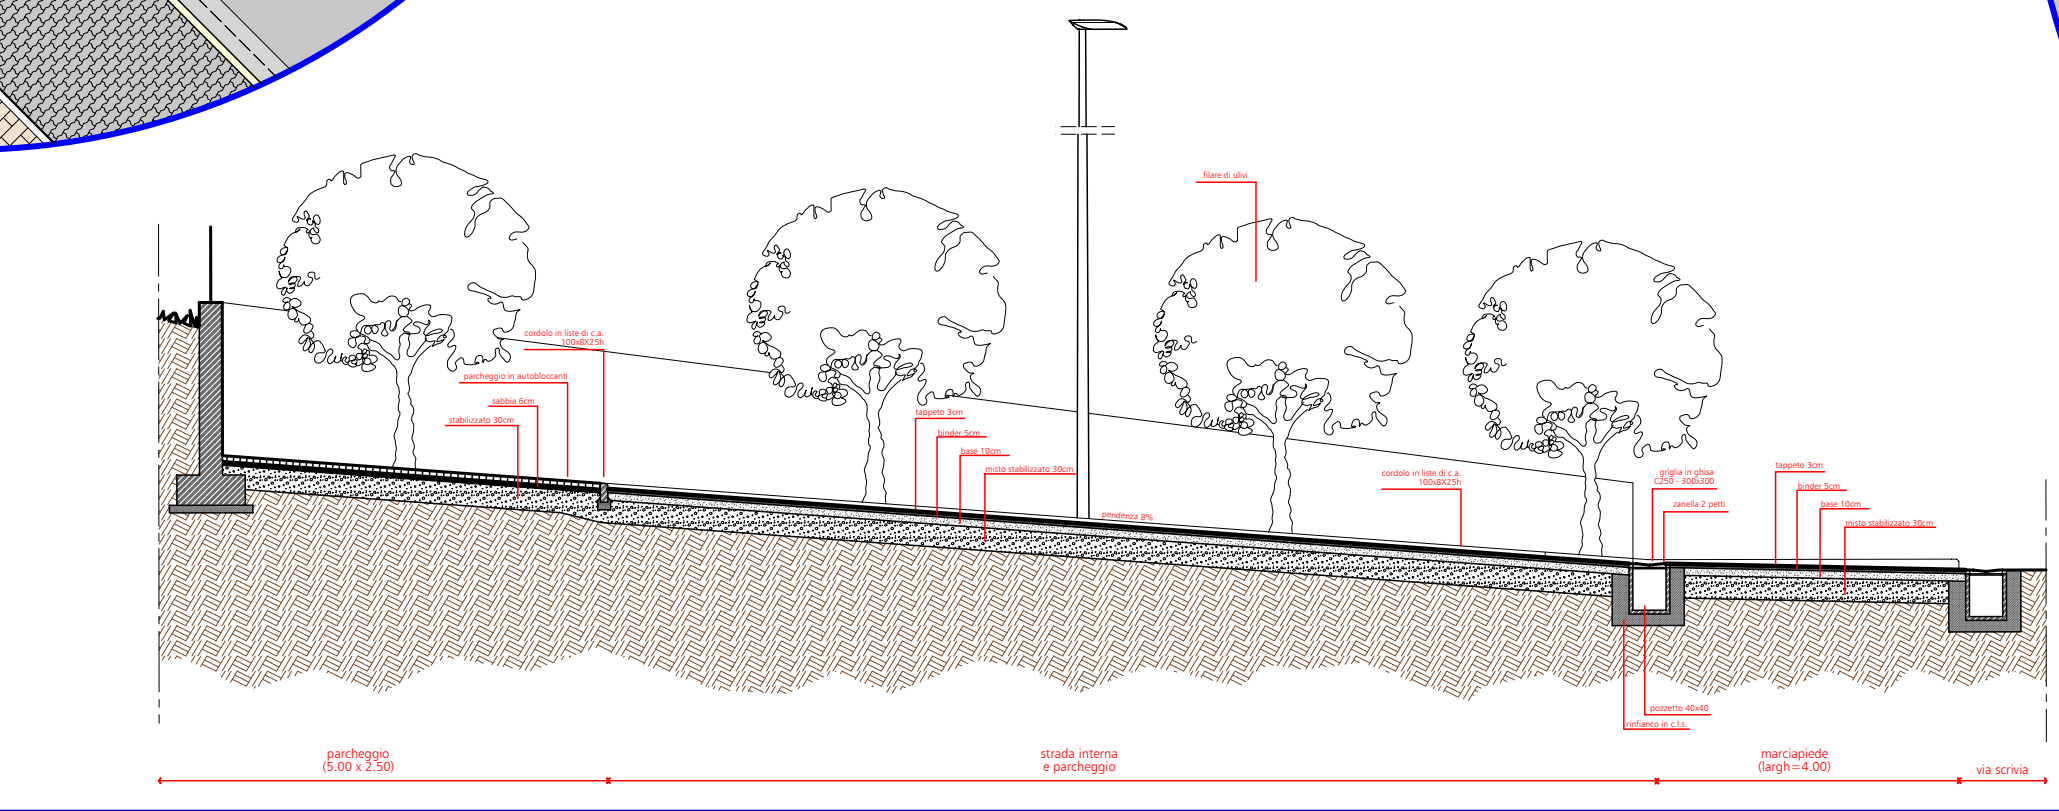 filare di ulivi
cordolo in liste di c.a.
100x8X25h
parcheggio in autobloccanti
sabbia 6cm
stabilizzato 30cm
tappeto 3cm
binder 5cm
base 10cm
misto stabilizzato 30cm
pendenza 8%
cordolo in liste di c.a.
100x8X25h
griglia in ghisa
C250 - 300x300
zanella 2 petti
tappeto 3cm
binder 5cm
base 10cm
misto stabilizzato 30cm
pozzetto 40x40
rinfianco in c.l.s.
parcheggio
(5.00 x 2.50)
strada interna
e parcheggio
marciapiede
(largh=4.00)
via scrivia